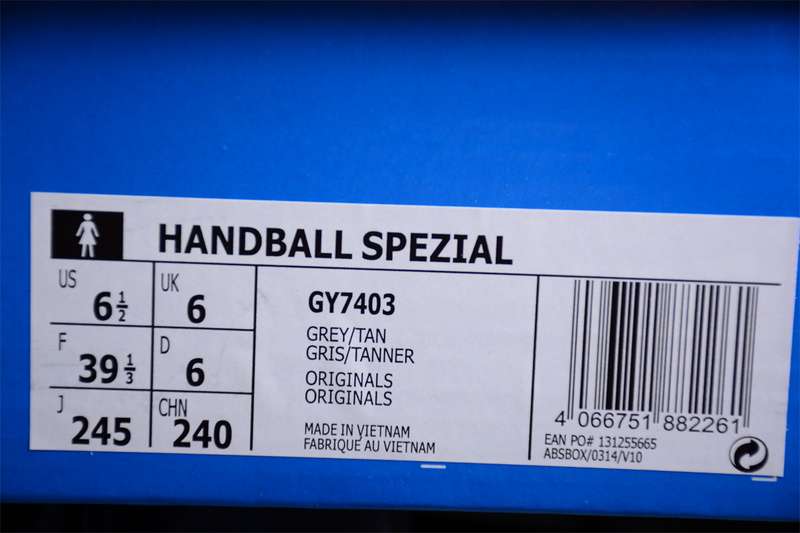 HANDBALL SPEZIAL
US
6 1/2
UK
6
F
39 1/3
D
6
J
245
CHN
240
GY7403
GREY/TAN
GRIS/TANNER
ORIGINALS
ORIGINALS
MADE IN VIETNAM
FABRIQUE AU VIETNAM
4 066751 882261
EAN PO# 131255665
ABSBOX/0314/V10